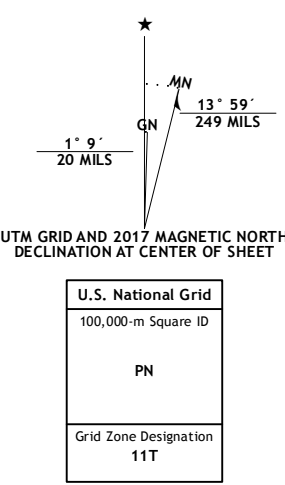 MN
GN
13° 59´
249 MILS
1° 9´
20 MILS
UTM GRID AND 2017 MAGNETIC NORTH
DECLINATION AT CENTER OF SHEET
U.S. National Grid
100,000-m Square ID
PN
Grid Zone Designation
11T